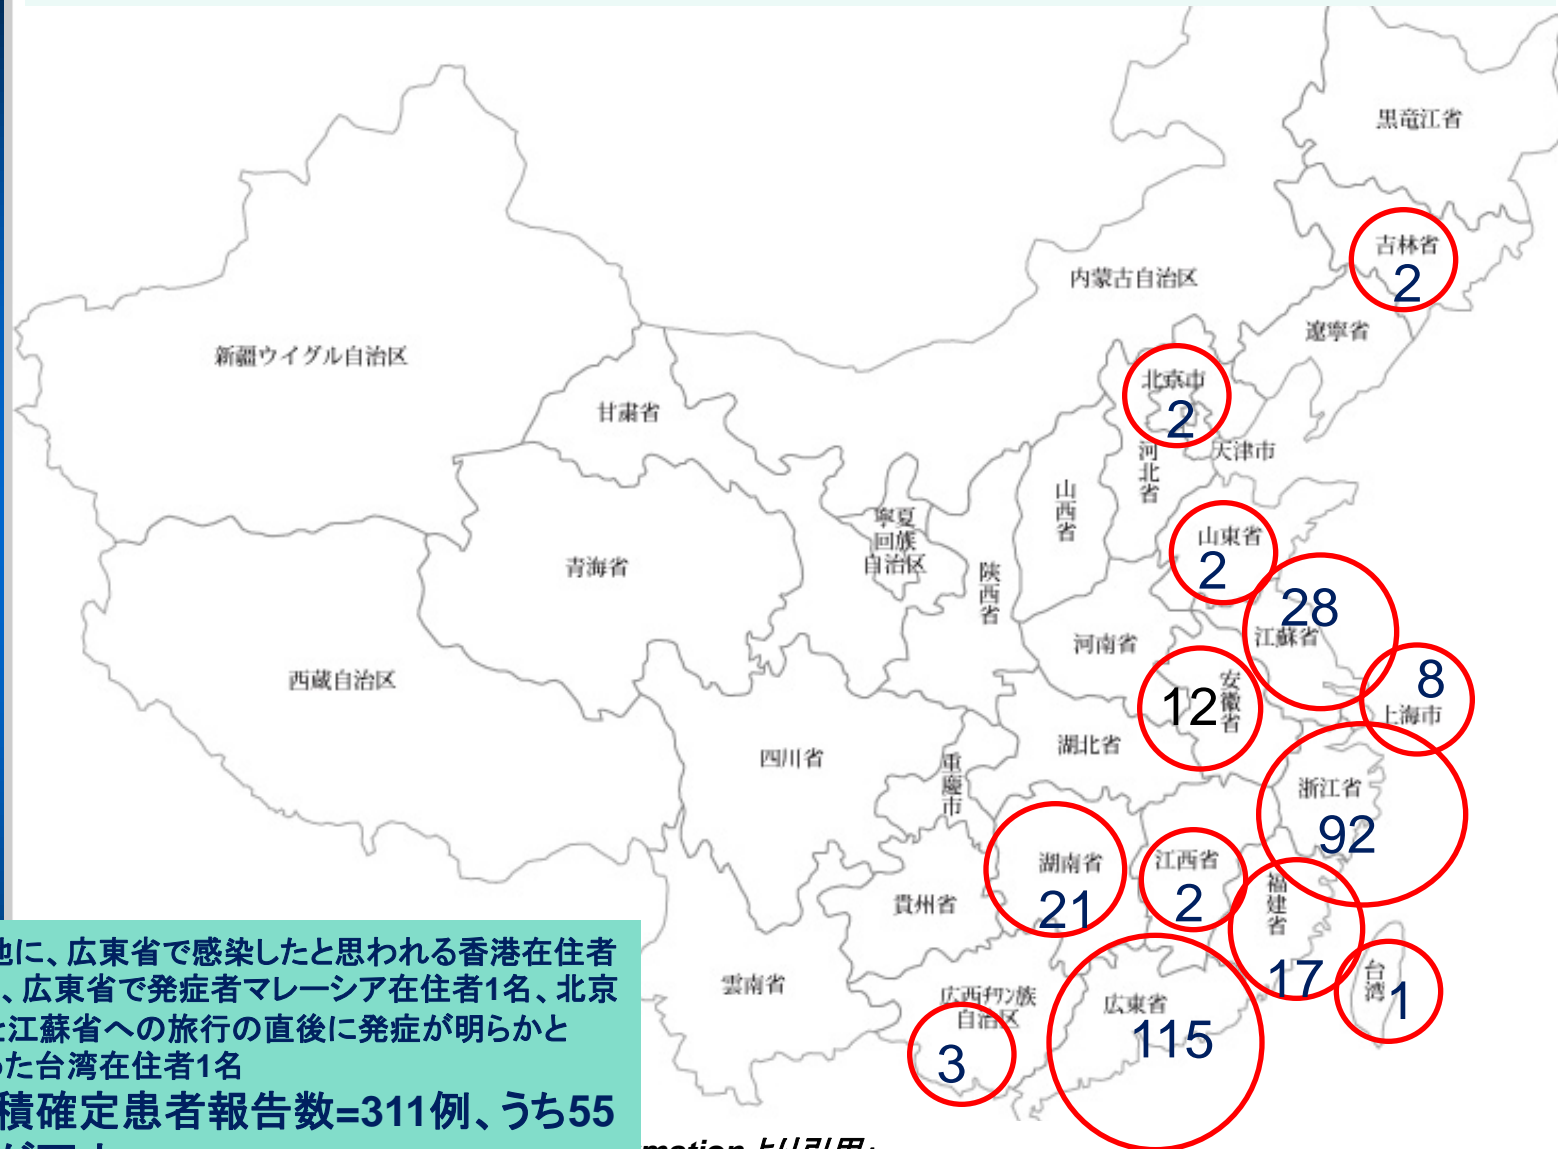 黒竜江省
吉林省
2
内蒙古自治区
遼寧省
新疆ウイグル自治区
北京市
2
甘粛省
天津市
河北省
山西省
寧夏
回族
自治区
山東省
2
青海省
陝西省
28
江蘇省
河南省
西蔵自治区
8
上海市
12
安徽省
湖北省
四川省
重慶市
浙江省
92
湖南省
21
江西省
2
貴州省
福建省
17
雲南省
台湾
1
広西チワン族
自治区
3
広東省
115
他に、広東省で感染したと思われる香港在住者
、広東省で発症者マレーシア在住者1名、北京
江蘇省への旅行の直後に発症が明らかと
った台湾在住者1名
積確定患者報告数=311例、うち55
mation より引用